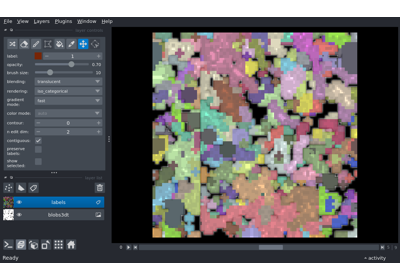 File View Layers Plugins Window Help
label: 1
opacity: 0.70
brush size: 10
blending: translucent
rendering: iso_categorical
gradient mode: fast
color mode:
contour: 0
n edit dim: 2
contiguous:
preserve labels:
show selected:
labels
blobs3dt
Ready
activity